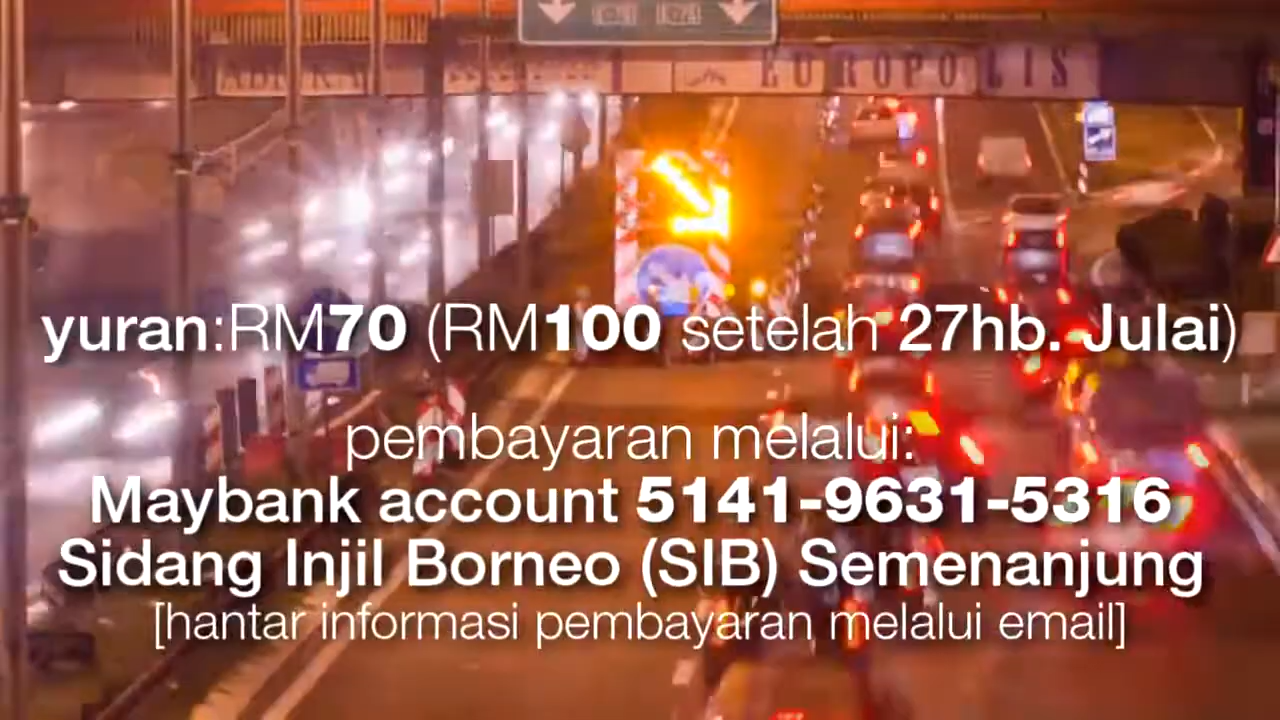 EUROPOLIS
yuran:RM70 (RM100 setelah 27hb. Julai)
pembayaran melalui:
Maybank account 5141-9631-5316
Sidang Injil Borneo (SIB) Semenanjung
[hantar informasi pembayaran melalui email]